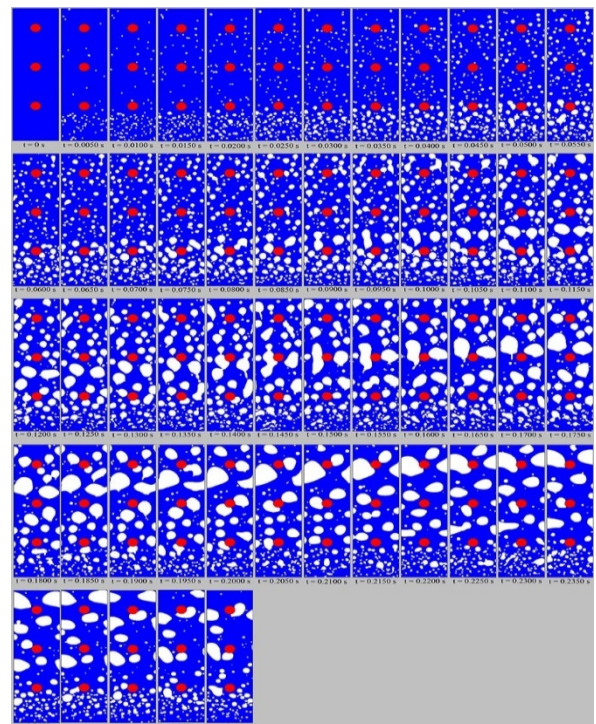 t = 0 s t = 0.0050 s t = 0.0100 s t = 0.0150 s t = 0.0200 s t = 0.0250 s t = 0.0300 s t = 0.0350 s t = 0.0400 s t = 0.0450 s t = 0.0500 s t = 0.0550 s
t = 0.0600 s t = 0.0650 s t = 0.0700 s t = 0.0750 s t = 0.0800 s t = 0.0850 s t = 0.0900 s t = 0.0950 s t = 0.1000 s t = 0.1050 s t = 0.1100 s t = 0.1150 s
t = 0.1200 s t = 0.1250 s t = 0.1300 s t = 0.1350 s t = 0.1400 s t = 0.1450 s t = 0.1500 s t = 0.1550 s t = 0.1600 s t = 0.1650 s t = 0.1700 s t = 0.1750 s
t = 0.1800 s t = 0.1850 s t = 0.1900 s t = 0.1950 s t = 0.2000 s t = 0.2050 s t = 0.2100 s t = 0.2150 s t = 0.2200 s t = 0.2250 s t = 0.2300 s t = 0.2350 s